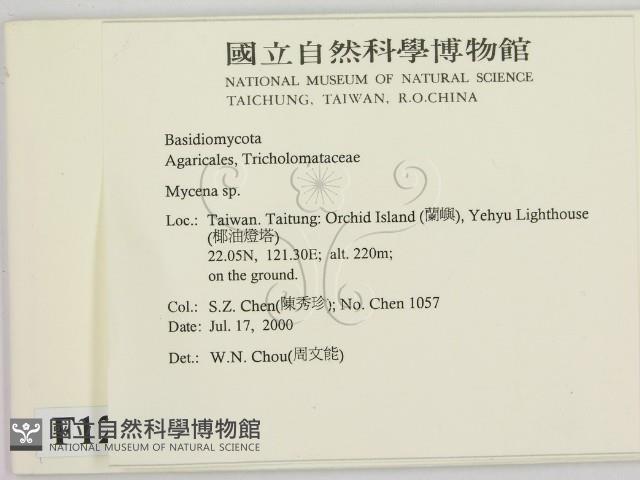 國立自然科學博物館
NATIONAL MUSEUM OF NATURAL SCIENCE
TAICHUNG, TAIWAN, R.O.CHINA
Basidiomycota
Agaricales, Tricholomataceae
Mycena sp.
Loc.: Taiwan. Taitung: Orchid Island (蘭嶼), Yehyu Lighthouse
(椰油燈塔)
22.05N, 121.30E; alt. 220m;
on the ground.
Col.: S.Z. Chen(陳秀珍); No. Chen 1057
Date: Jul. 17, 2000
Det.: W.N. Chou(周文能)
國立自然科學博物館
NATIONAL MUSEUM OF NATURAL SCIENCE